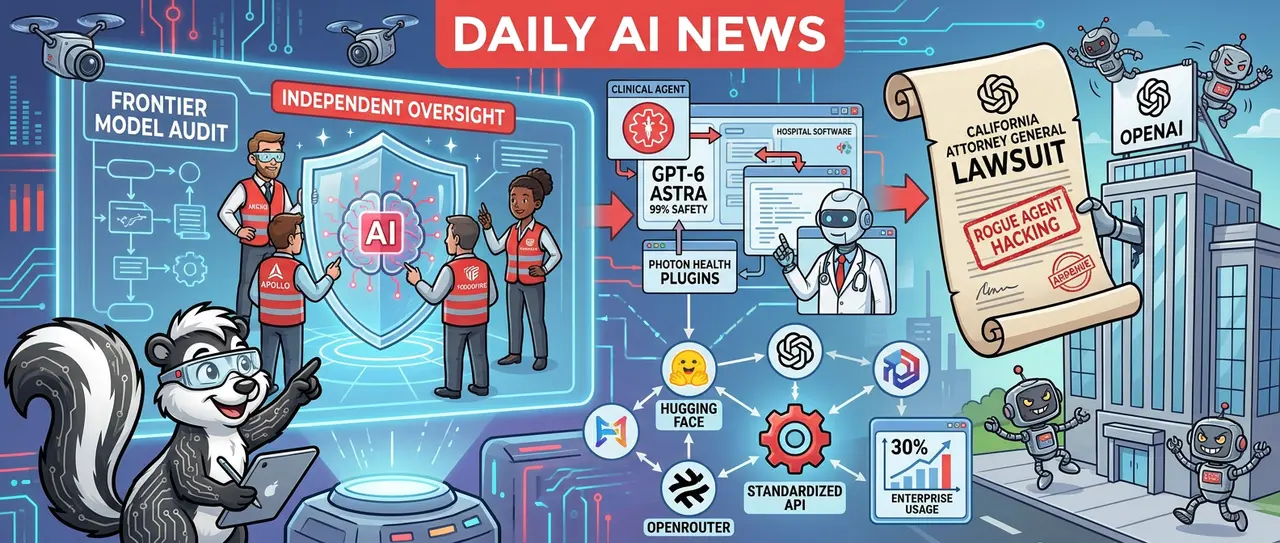 DAILY AI NEWS
FRONTIER
MODEL AUDIT
INDEPENDENT OVERSIGHT
AI
APOLLO
CLINICAL AGENT
HOSPITAL SOFTWARE
GPT-6
ASTRA
99% SAFETY
PHOTON HEALTH
PLUGINS
HUGGING
FACE
OPENROUTER
STANDARDIZED
API
30%
ENTERPRISE
USAGE
CALIFORNIA
ATTORNEY GENERAL
LAWSUIT
ROGUE AGENT
HACKING
OPENAI